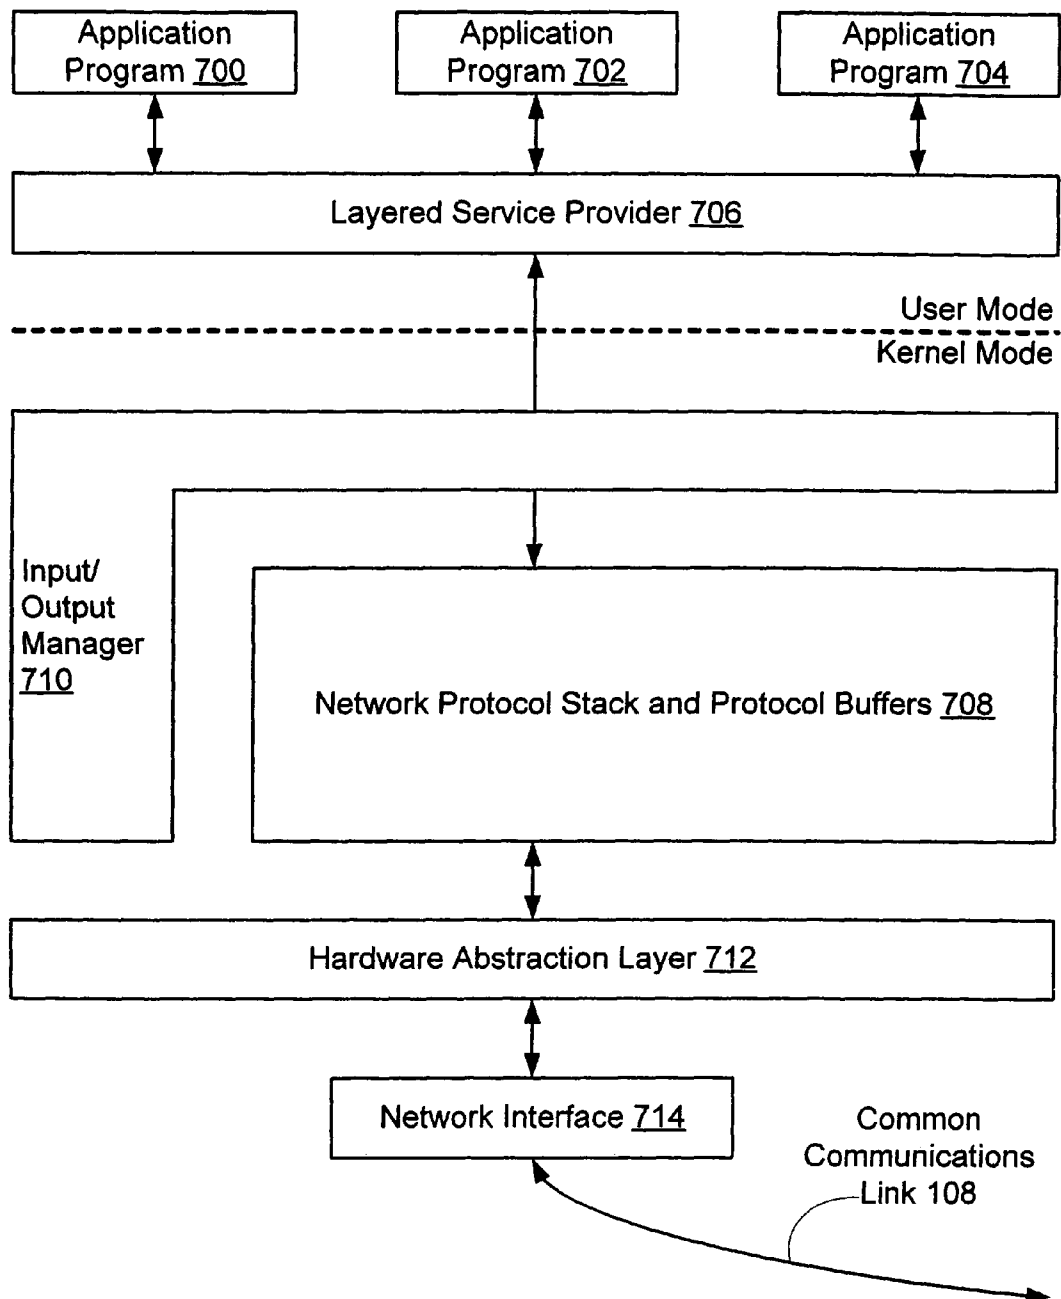 Application
Program 700
Application
Program 702
Application
Program 704
Layered Service Provider 706
User Mode
Kernel Mode
Input/
Output
Manager
710
Network Protocol Stack and Protocol Buffers 708
Hardware Abstraction Layer 712
Network Interface 714
Common
Communications
Link 108